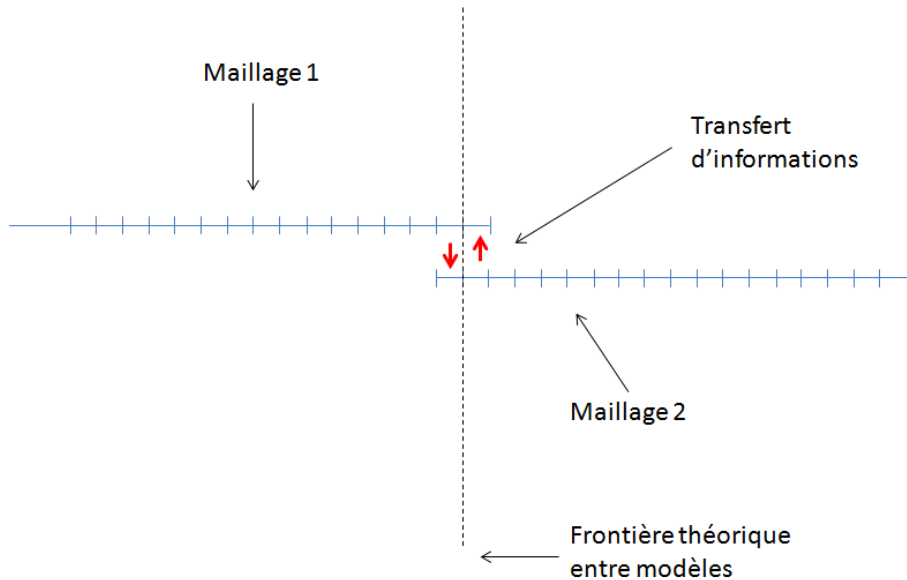 Maillage 1
Transfert
d’informations
Maillage 2
Frontière théorique
entre modèles